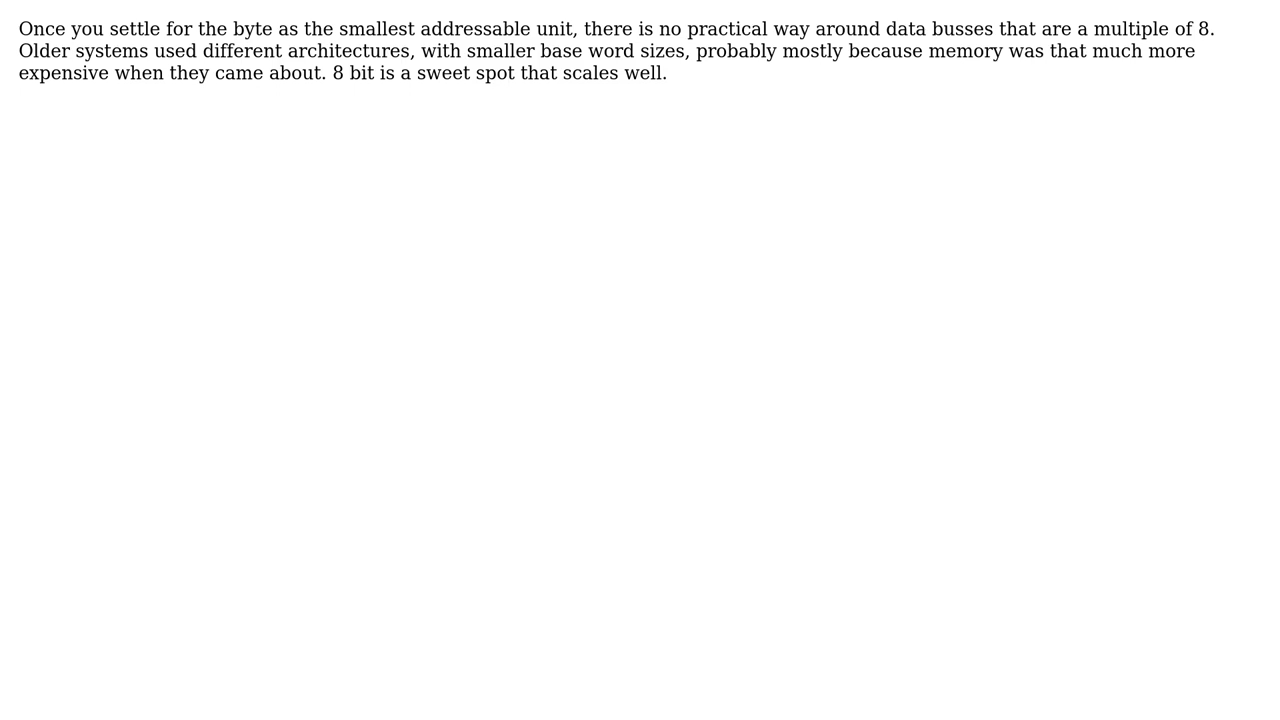 Once you settle for the byte as the smallest addressable unit, there is no practical way around data busses that are a multiple of 8.
Older systems used different architectures, with smaller base word sizes, probably mostly because memory was that much more
expensive when they came about. 8 bit is a sweet spot that scales well.